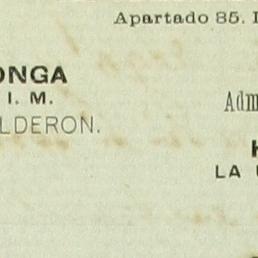 Apartado 85.
ONGA
I. M.
LDERON.
Adm
LA